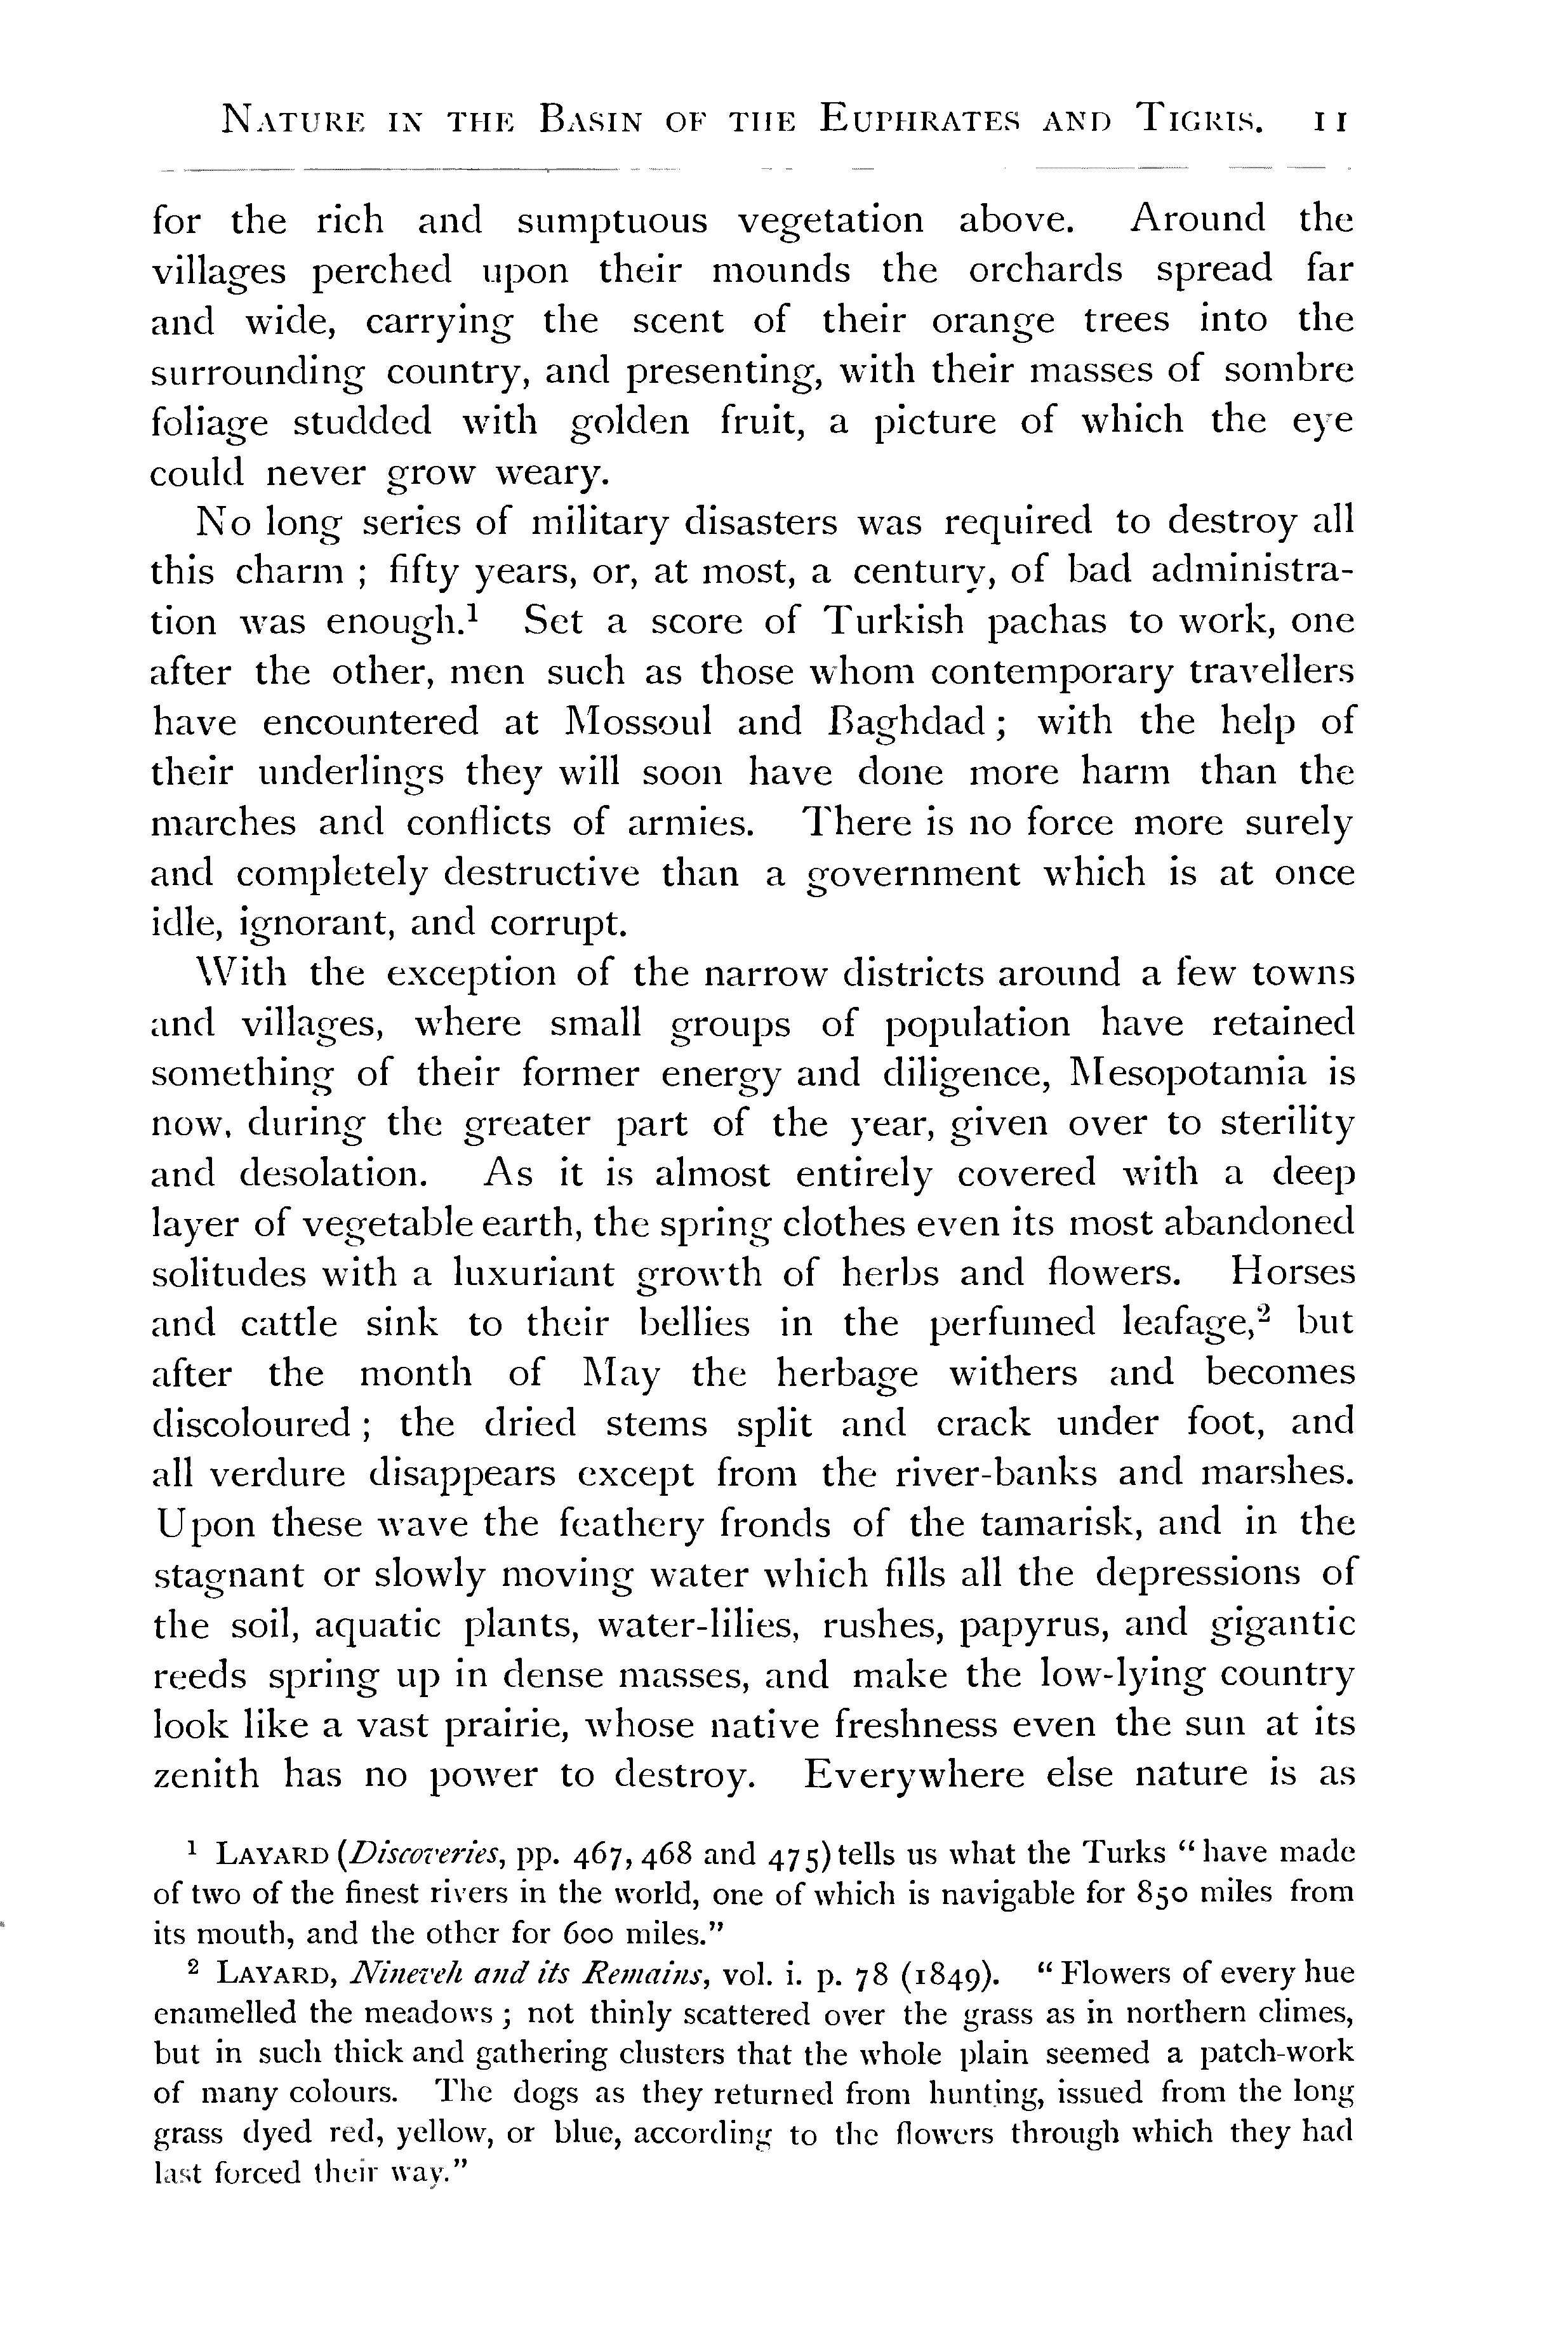 NATURE IN THE BASIN OF THE EUPHRATES AND TIGRIS. 11
for the rich and sumptuous vegetation above. Around the
villages perched upon their mounds the orchards spread far
and wide, carrying the scent of their orange trees into the
surrounding country, and presenting, with their masses of sombre
foliage studded with golden fruit, a picture of which the eye
could never grow weary.
No long series of military disasters was required to destroy all
this charm ; fifty years, or, at most, a century, of bad administra-
tion was enough.¹ Set a score of Turkish pachas to work, one
after the other, men such as those whom contemporary travellers
have encountered at Mossoul and Baghdad ; with the help of
their underlings they will soon have done more harm than the
marches and conflicts of armies. There is no force more surely
and completely destructive than a government which is at once
idle, ignorant, and corrupt.
With the exception of the narrow districts around a few towns
and villages, where small groups of population have retained
something of their former energy and diligence, Mesopotamia is
now, during the greater part of the year, given over to sterility
and desolation. As it is almost entirely covered with a deep
layer of vegetable earth, the spring clothes even its most abandoned
solitudes with a luxuriant growth of herbs and flowers. Horses
and cattle sink to their bellies in the perfumed leafage,² but
after the month of May the herbage withers and becomes
discoloured ; the dried stems split and crack under foot, and
all verdure disappears except from the river-banks and marshes.
Upon these wave the feathery fronds of the tamarisk, and in the
stagnant or slowly moving water which fills all the depressions of
the soil, aquatic plants, water-lilies, rushes, papyrus, and gigantic
reeds spring up in dense masses, and make the low-lying country
look like a vast prairie, whose native freshness even the sun at its
zenith has no power to destroy. Everywhere else nature is as
¹ LAYARD (Discoveries, pp. 467, 468 and 475) tells us what the Turks “have made
of two of the finest rivers in the world, one of which is navigable for 850 miles from
its mouth, and the other for 600 miles.”
² LAYARD, Nineveh and its Remains, vol. i. p. 78 (1849). “Flowers of every hue
enamelled the meadows ; not thinly scattered over the grass as in northern climes,
but in such thick and gathering clusters that the whole plain seemed a patch-work
of many colours. The dogs as they returned from hunting, issued from the long
grass dyed red, yellow, or blue, according to the flowers through which they had
last forced their way.”